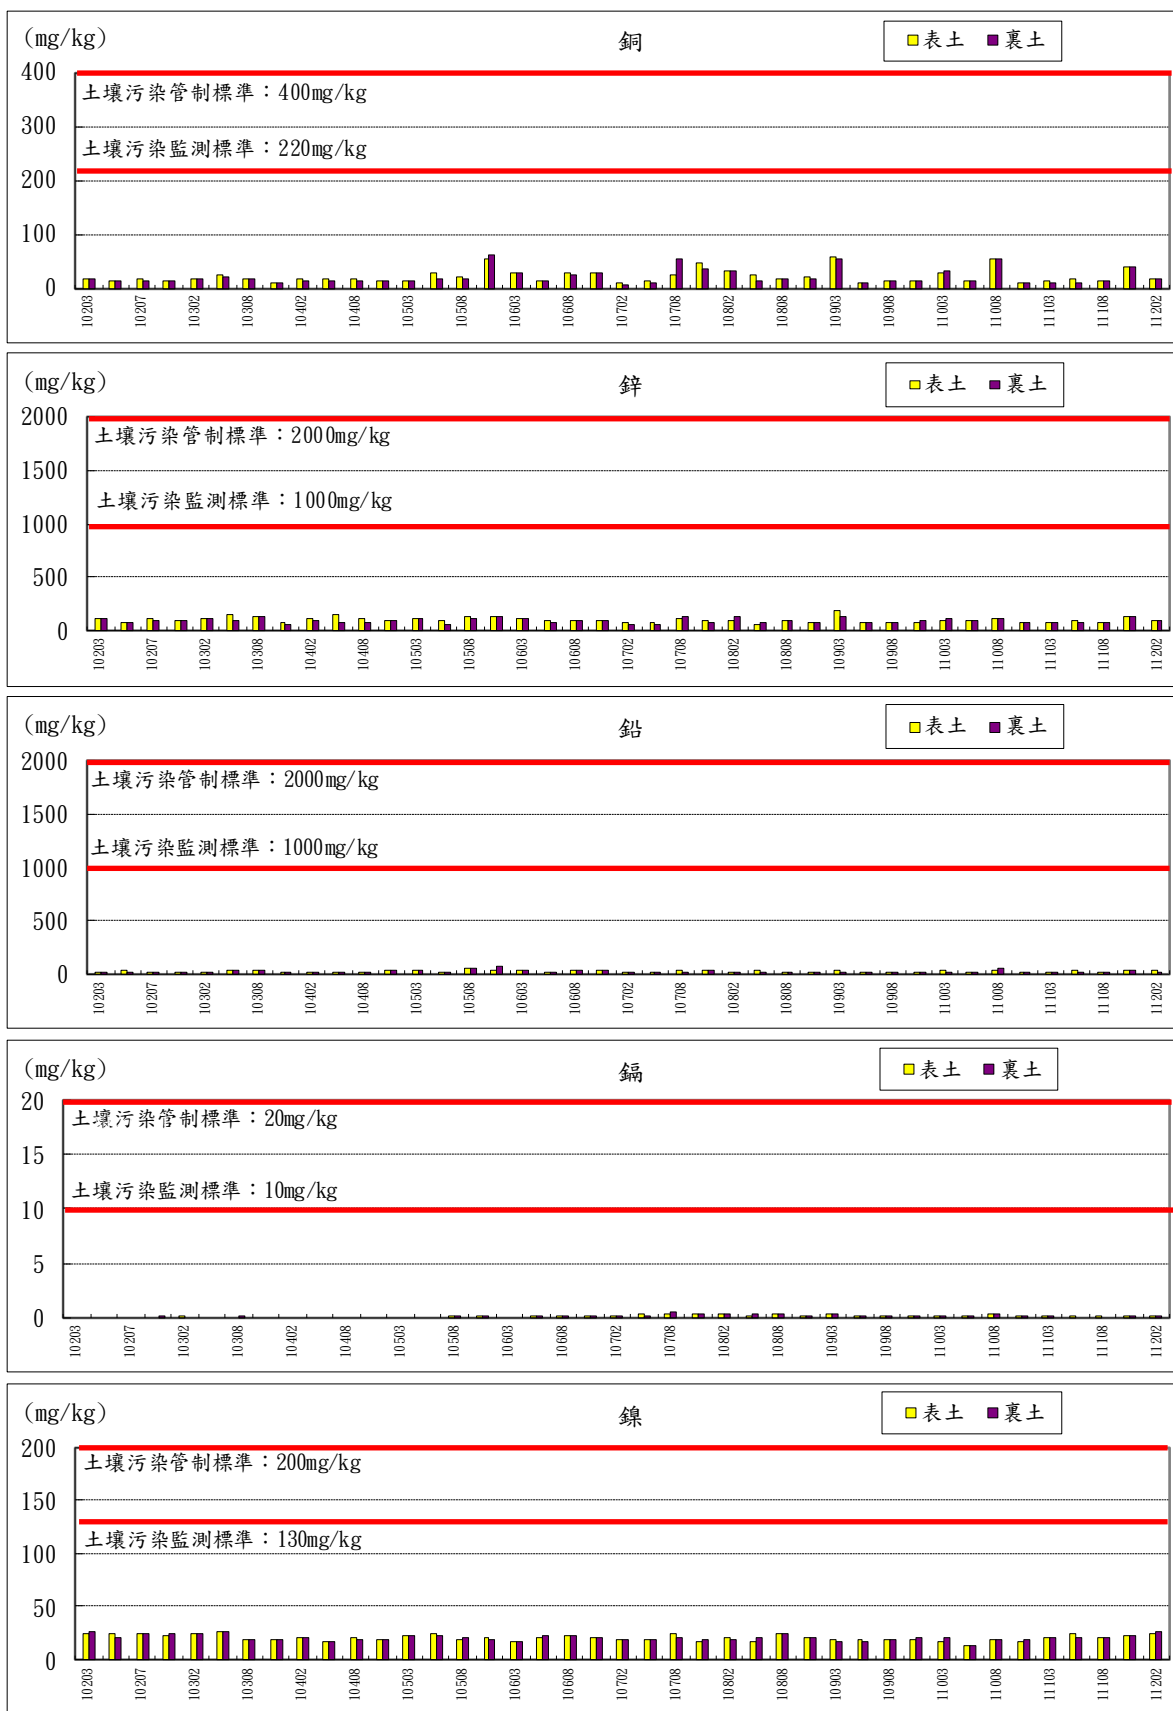 (mg/kg) 銅 表土 裏土
400
土壤污染管制標準：400mg/kg
300
土壤污染監測標準：220mg/kg
200
100
0
10203 10207 10302 10308 10402 10408 10503 10508 10603 10608 10702 10708 10802 10808 10903 10908 11003 11008 11103 11108 11202
(mg/kg) 鋅 表土 裏土
2000
土壤污染管制標準：2000mg/kg
1500
土壤污染監測標準：1000mg/kg
1000
500
0
10203 10207 10302 10308 10402 10408 10503 10508 10603 10608 10702 10708 10802 10808 10903 10908 11003 11008 11103 11108 11202
(mg/kg) 鉛 表土 裏土
2000
土壤污染管制標準：2000mg/kg
1500
土壤污染監測標準：1000mg/kg
1000
500
0
10203 10207 10302 10308 10402 10408 10503 10508 10603 10608 10702 10708 10802 10808 10903 10908 11003 11008 11103 11108 11202
(mg/kg) 鎘 表土 裏土
20
土壤污染管制標準：20mg/kg
15
土壤污染監測標準：10mg/kg
10
5
0
10203 10207 10302 10308 10402 10408 10503 10508 10603 10608 10702 10708 10802 10808 10903 10908 11003 11008 11103 11108 11202
(mg/kg) 鎳 表土 裏土
200
土壤污染管制標準：200mg/kg
150
土壤污染監測標準：130mg/kg
100
50
0
10203 10207 10302 10308 10402 10408 10503 10508 10603 10608 10702 10708 10802 10808 10903 10908 11003 11008 11103 11108 11202